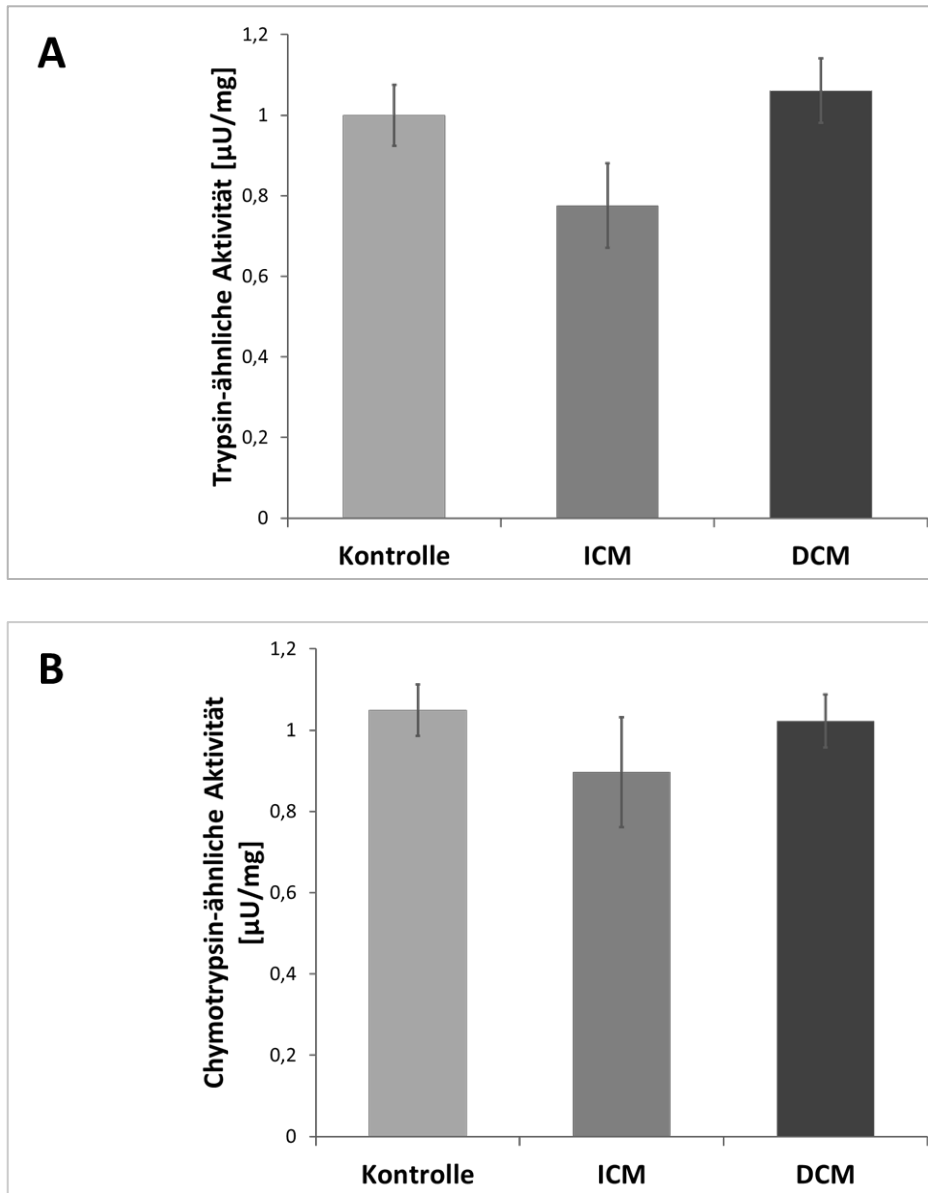 A
Trypsin-ähnliche Aktivität [µU/mg]
1,2
1
0,8
0,6
0,4
0,2
0
Kontrolle ICM DCM
B
Chymotrypsin-ähnliche Aktivität
[µU/mg]
1,2
1
0,8
0,6
0,4
0,2
0
Kontrolle ICM DCM